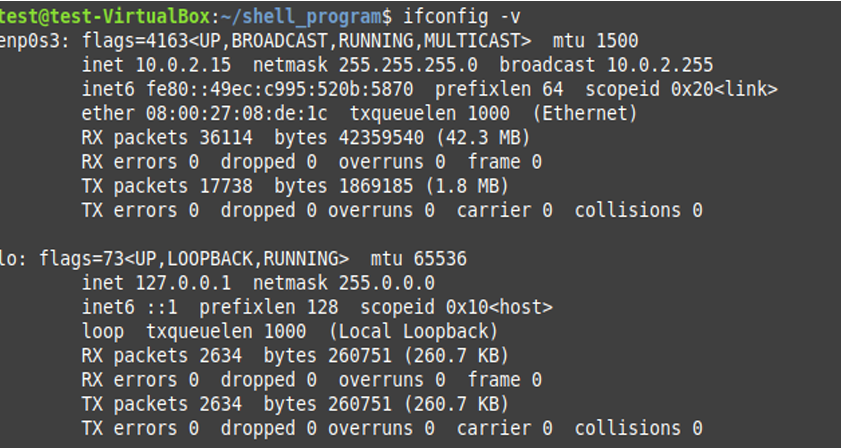 test@test-VirtualBox:~/shell_program$ ifconfig -v
enp0s3: flags=4163<UP,BROADCAST,RUNNING,MULTICAST>  mtu 1500
        inet 10.0.2.15  netmask 255.255.255.0  broadcast 10.0.2.255
        inet6 fe80::49ec:c995:520b:5870  prefixlen 64  scopeid 0x20<link>
        ether 08:00:27:08:de:1c  txqueuelen 1000  (Ethernet)
        RX packets 36114  bytes 42359540 (42.3 MB)
        RX errors 0  dropped 0  overruns 0  frame 0
        TX packets 17738  bytes 1869185 (1.8 MB)
        TX errors 0  dropped 0 overruns 0  carrier 0  collisions 0

lo: flags=73<UP,LOOPBACK,RUNNING>  mtu 65536
        inet 127.0.0.1  netmask 255.0.0.0
        inet6 ::1  prefixlen 128  scopeid 0x10<host>
        loop  txqueuelen 1000  (Local Loopback)
        RX packets 2634  bytes 260751 (260.7 KB)
        RX errors 0  dropped 0  overruns 0  frame 0
        TX packets 2634  bytes 260751 (260.7 KB)
        TX errors 0  dropped 0 overruns 0  carrier 0  collisions 0